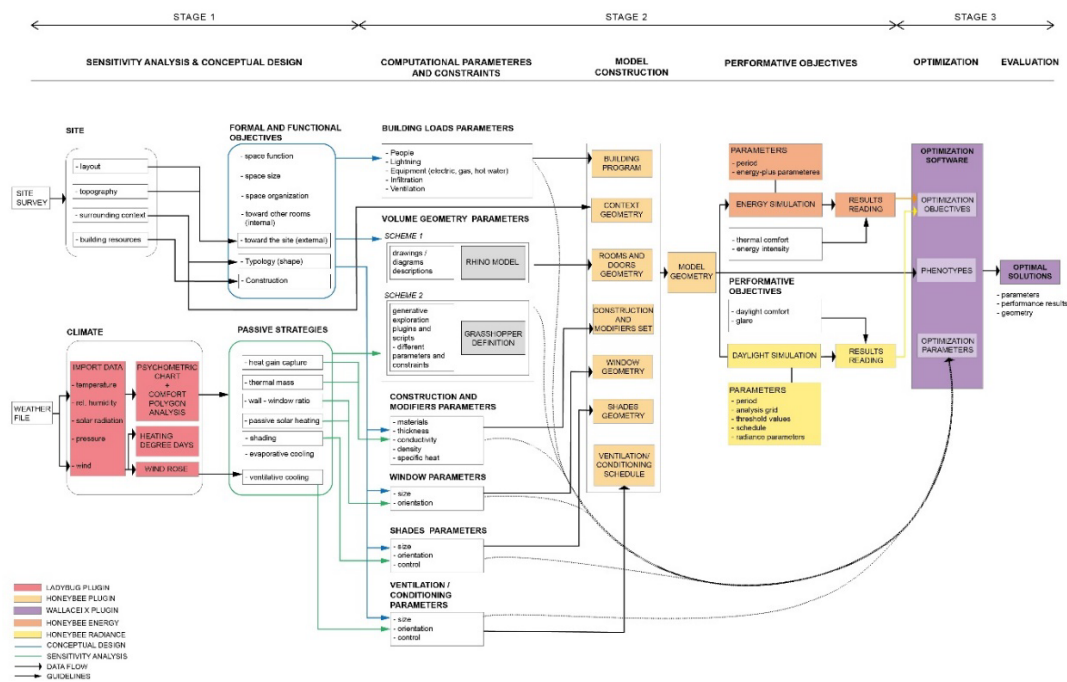 STAGE 1
STAGE 2
STAGE 3
SENSITIVITY ANALYSIS & CONCEPTUAL DESIGN
COMPUTATIONAL PARAMETERES
AND CONSTRAINTS
MODEL
CONSTRUCTION
PERFORMATIVE OBJECTIVES
OPTIMIZATION
EVALUATION
SITE
SITE
SURVEY
- layout
- topography
- surrounding context
- building resources
FORMAL AND FUNCTIONAL
OBJECTIVES
- space function
- space size
- space organization
- toward other rooms
(internal)
- toward the site (external)
- Typology (shape)
- Construction
CLIMATE
WEATHER
FILE
IMPORT DATA
- temperature
- rel. humidity
- solar radiation
- pressure
- wind
PSYCHOMETRIC
CHART
+
COMFORT
POLYGON
ANALYSIS
HEATING
DEGREE DAYS
WIND ROSE
PASSIVE STRATEGIES
- heat gain capture
- thermal mass
- wall - window ratio
- passive solar heating
- shading
- evaporative cooling
- ventilative cooling
BUILDING LOADS PARAMETERS
- People
- Lightning
- Equipment (electric, gas, hot water)
- Infiltration
- Ventilation
VOLUME GEOMETRY PARAMETERS
SCHEME 1
drawings /
diagrams
descriptions
RHINO MODEL
SCHEME 2
generative
exploration
plugins and
scripts
- different
parameters and
constraints
GRASSHOPPER
DEFINITION
CONSTRUCTION AND
MODIFIERS PARAMETERS
- materials
- thickness
- conductivity
- density
- specific heat
WINDOW PARAMETERS
- size
- orientation
SHADES PARAMETERS
- size
- orientation
- control
VENTILATION /
CONDITIONING
PARAMETERS
- size
- orientation
- control
BUILDING
PROGRAM
CONTEXT
GEOMETRY
ROOMS AND
DOORS
GEOMETRY
CONSTRUCTION
AND
MODIFIERS SET
WINDOW
GEOMETRY
SHADES
GEOMETRY
VENTILATION/
CONDITIONING
SCHEDULE
MODEL
GEOMETRY
PARAMETERS
- period
- energy-plus parameteres
ENERGY SIMULATION
RESULTS
READING
- thermal comfort
- energy intensity
PERFORMATIVE
OBJECTIVES
- daylight comfort
- glare
DAYLIGHT SIMULATION
RESULTS
READING
PARAMETERS
- period
- analysis grid
- threshold values
- schedule
- radiance parameters
OPTIMIZATION
SOFTWARE
OPTIMIZATION
OBJECTIVES
PHENOTYPES
OPTIMIZATION
PARAMETERS
OPTIMAL
SOLUTIONS
- parameters
- performance results
- geometry
LADYBUG PLUGIN
HONEYBEE PLUGIN
WALLACEI X PLUGIN
HONEYBEE ENERGY
HONEYBEE RADIANCE
CONCEPTUAL DESIGN
SENSITIVITY ANALYSIS
DATA FLOW
GUIDELINES